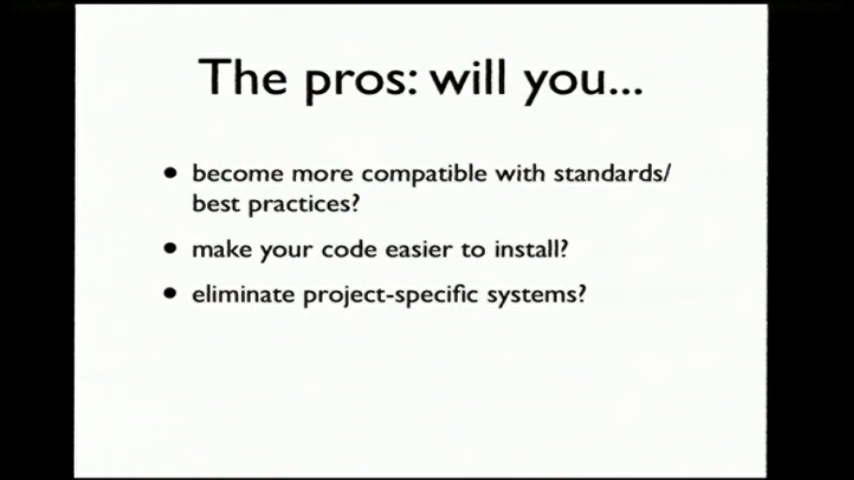 The pros: will you...
• become more compatible with standards/
best practices?
• make your code easier to install?
• eliminate project-specific systems?